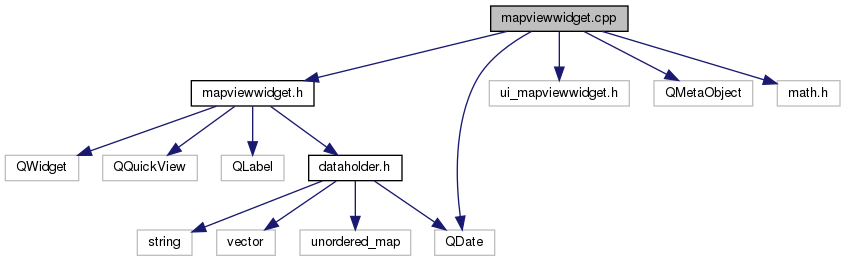 mapviewwidget.cpp
mapviewwidget.h
ui_mapviewwidget.h
QMetaObject
math.h
QWidget
QQuickView
QLabel
dataholder.h
string
vector
unordered_map
QDate